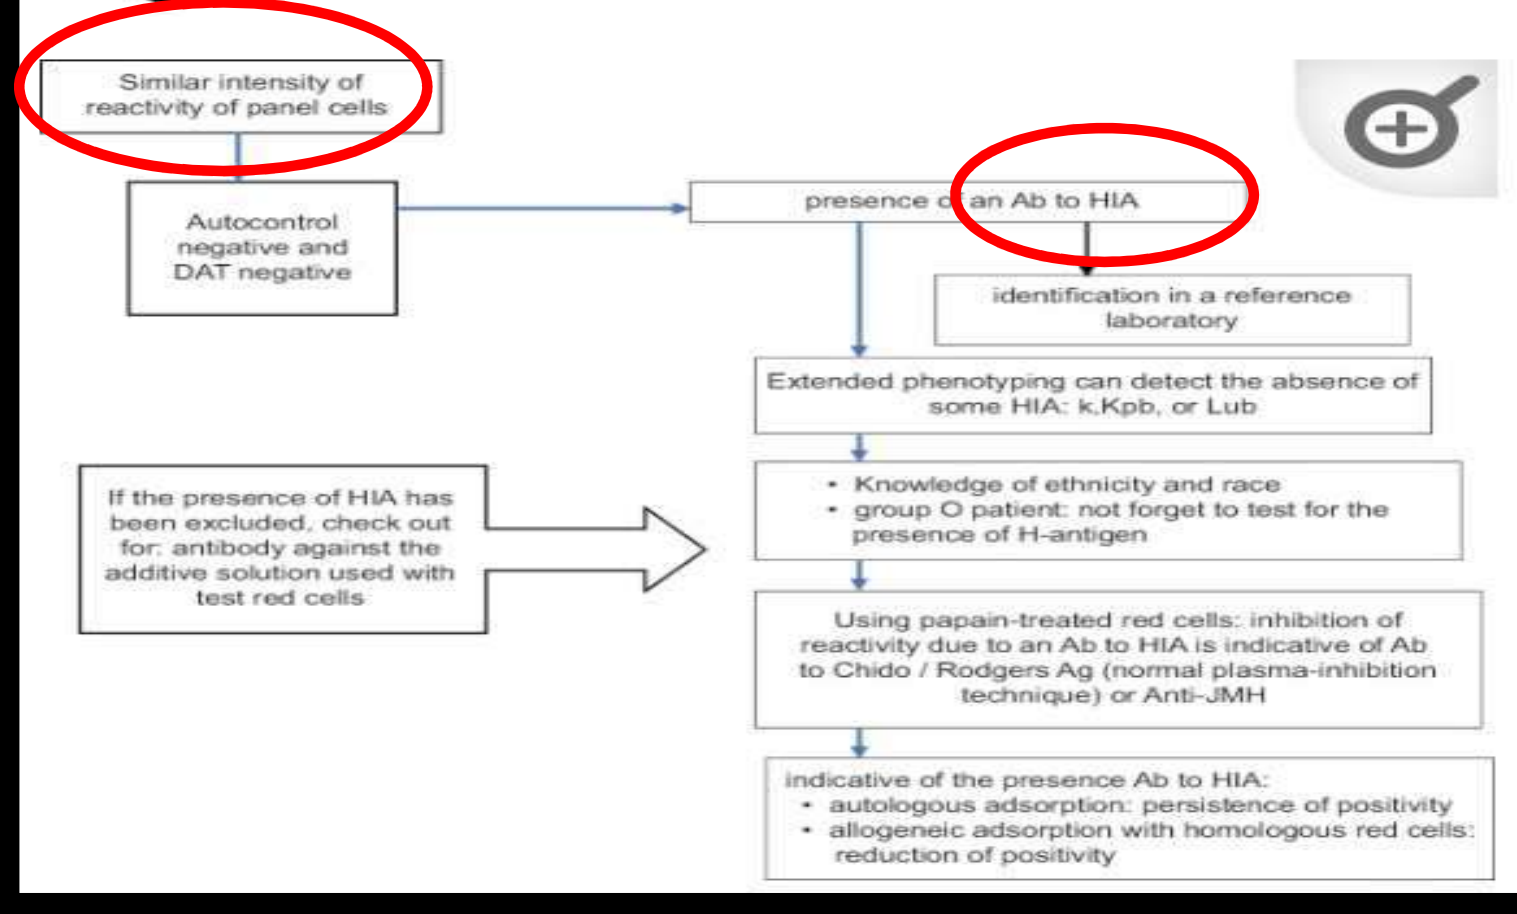 Similar intensity of
reactivity of panel cells
Autocontrol
negative and
DAT negative
presence of an Ab to HIA
identification in a reference
laboratory
Extended phenotyping can detect the absence of
some HIA: k,Kpb, or Lub
• Knowledge of ethnicity and race
• group O patient: not forget to test for the
presence of H-antigen
If the presence of HIA has
been excluded, check out
for: antibody against the
additive solution used with
test red cells
Using papain-treated red cells: inhibition of
reactivity due to an Ab to HIA is indicative of Ab
to Chido / Rodgers Ag (normal plasma-inhibition
technique) or Anti-JMH
indicative of the presence Ab to HIA:
• autologous adsorption: persistence of positivity
• allogeneic adsorption with homologous red cells:
reduction of positivity